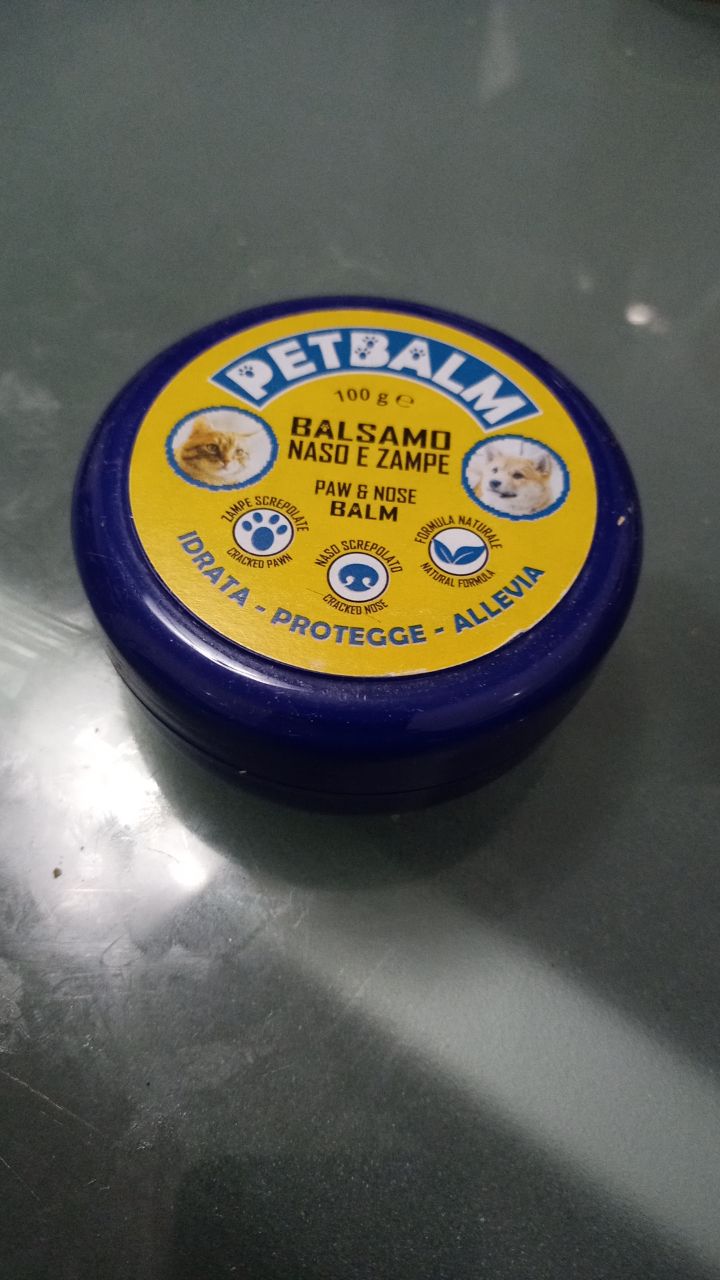 PETBALM
100 g ℮
BALSAMO
NASO E ZAMPE
PAW & NOSE
BALM
ZAMPE SCREPOLATE
CRACKED PAWN
NASO SCREPOLATO
CRACKED NOSE
FORMULA NATURALE
NATURAL FORMULA
IDRATA - PROTEGGE - ALLEVIA